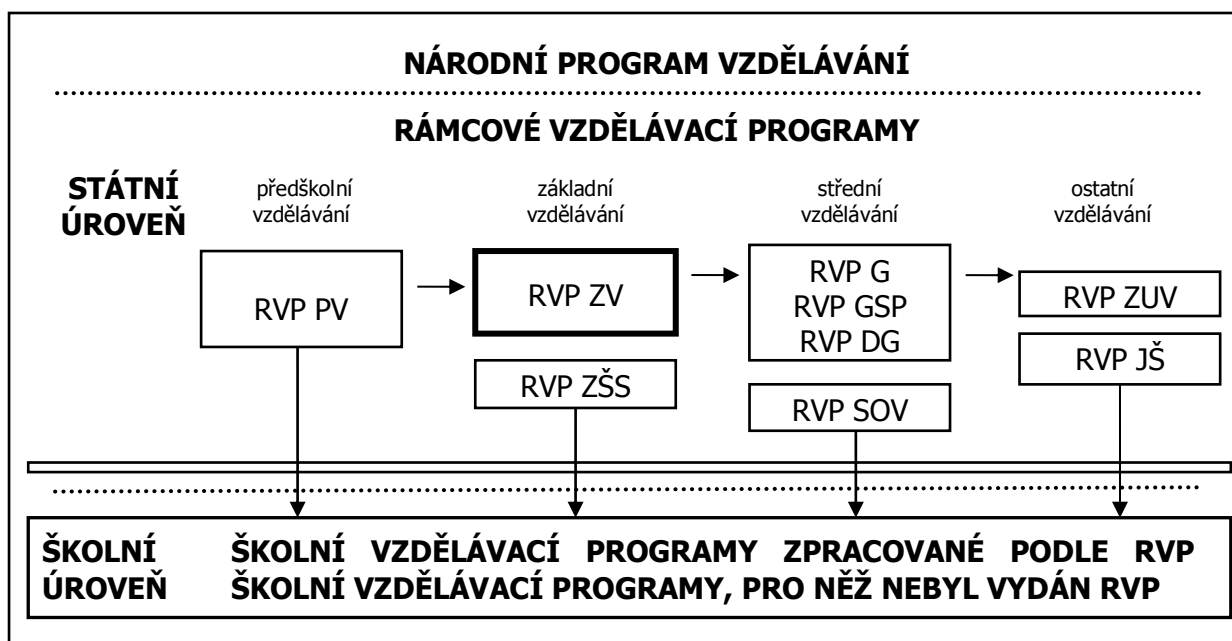 NÁRODNÍ PROGRAM VZDĚLÁVÁNÍ
RÁMCOVÉ VZDĚLÁVACÍ PROGRAMY
STÁTNÍ
ÚROVEŇ
předškolní
vzdělávání
základní
vzdělávání
střední
vzdělávání
ostatní
vzdělávání
RVP PV
RVP ZV
RVP ZŠS
RVP G
RVP GSP
RVP DG
RVP SOV
RVP ZUV
RVP JŠ
ŠKOLNÍ
ÚROVEŇ
ŠKOLNÍ VZDĚLÁVACÍ PROGRAMY ZPRACOVANÉ PODLE RVP
ŠKOLNÍ VZDĚLÁVACÍ PROGRAMY, PRO NĚŽ NEBYL VYDÁN RVP